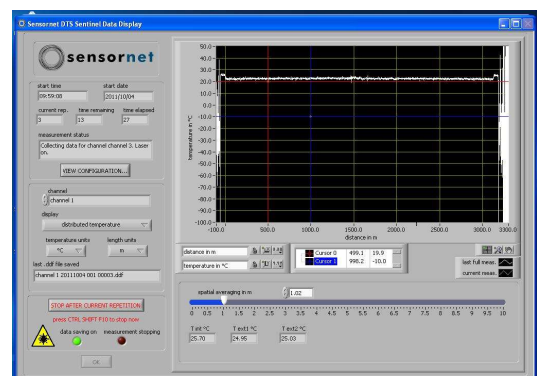 Sensornet DTS Sentinel Data Display
sensornet
start time
start date
09:59:08
2011/10/04
current rep.
time remaining
time elapsed
3
13
27
measurement status
Collecting data for channel channel 3. Laser on.
VIEW CONFIGURATION...
channel
channel 1
display
distributed temperature
temperature units
length units
°C
m
last .ddf file saved
channel 1 20111004 001 00003.ddf
STOP AFTER CURRENT REPETITION
press CTRL SHIFT F10 to stop now
data saving on
measurement stopping
OK
temperature in °C
50.0
40.0
30.0
20.0
10.0
0.0
-10.0
-20.0
-30.0
-40.0
-50.0
-60.0
-70.0
-80.0
-90.0
-100.0
-100.0 500.0 1000.0 1500.0 2000.0 2500.0 3000.0 3300.0
distance in m
distance in m
temperature in °C
Cursor 0 499.1 19.9
Cursor 1 998.2 -10.0
last full meas.
current meas.
spatial averaging in m
1.02
0 0.5 1 1.5 2 2.5 3 3.5 4 4.5 5 5.5 6 6.5 7 7.5 8 8.5 9 9.5 10
T int °C
T ext1 °C
T ext2 °C
25.70
24.95
25.03